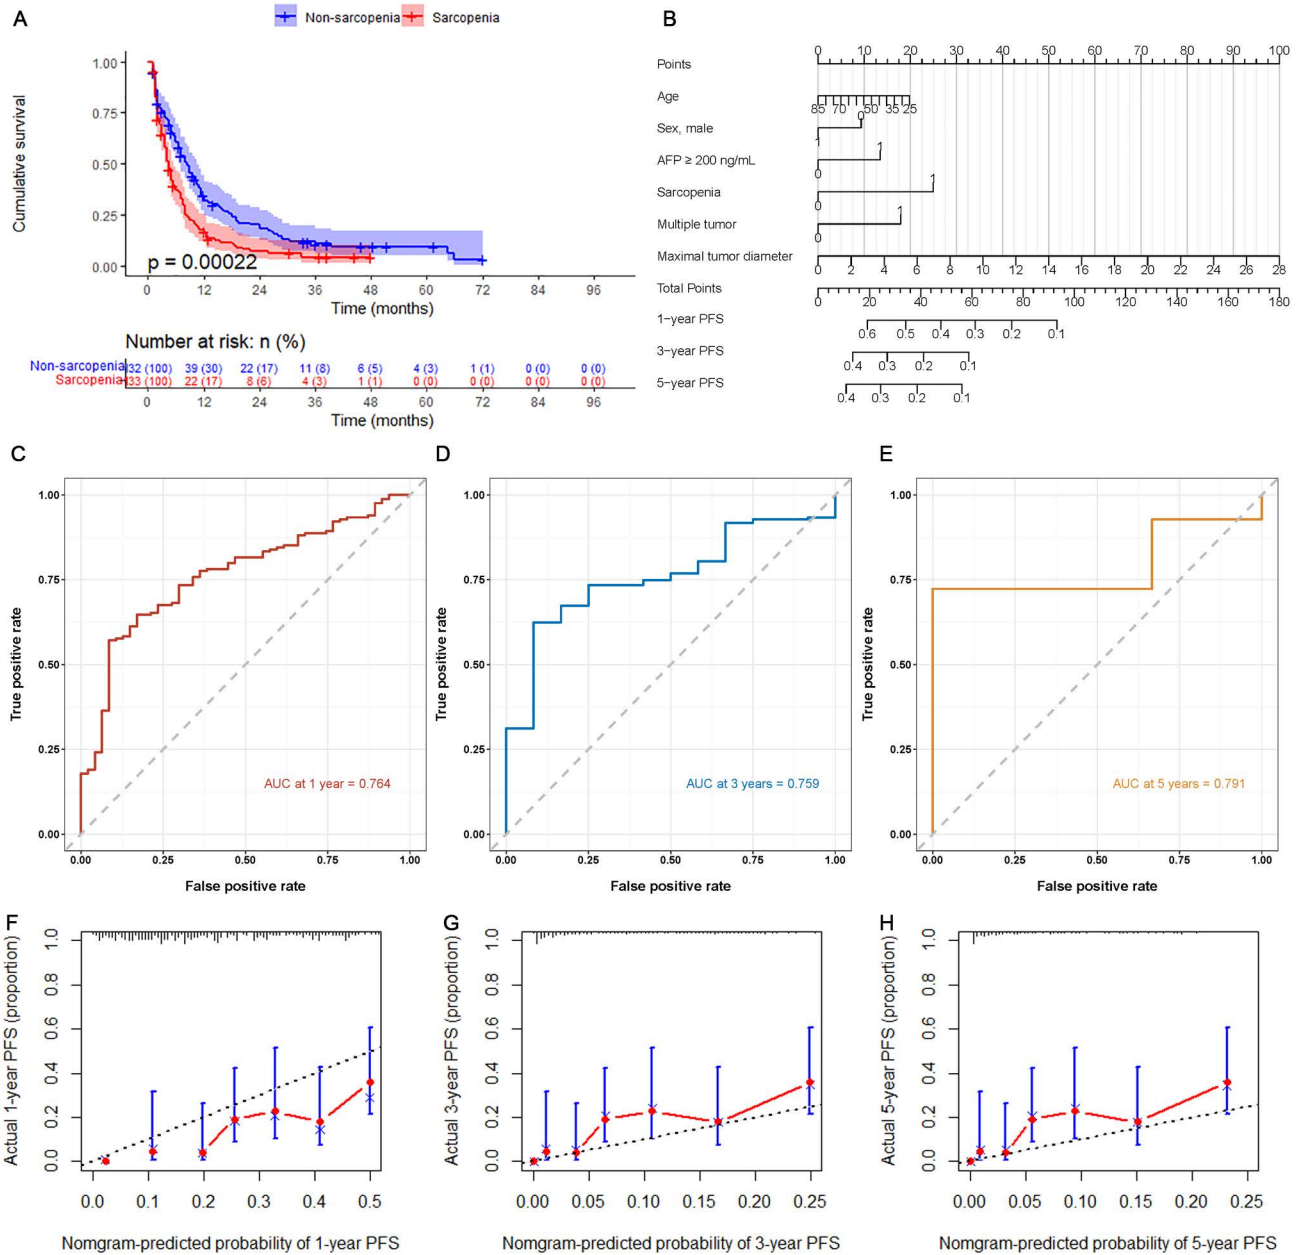 A
Non-sarcopenia Sarcopenia
Cumulative survival
1.00
0.75
0.50
0.25
0.00
p = 0.00022
0 12 24 36 48 60 72 84 96
Time (months)
Number at risk: n (%)
Non-sarcopenia 32 (100) 39 (30) 22 (17) 11 (8) 6 (5) 4 (3) 1 (1) 0 (0) 0 (0)
Sarcopenia 33 (100) 22 (17) 8 (6) 4 (3) 1 (1) 0 (0) 0 (0) 0 (0) 0 (0)
0 12 24 36 48 60 72 84 96
Time (months)
B
Points 0 10 20 30 40 50 60 70 80 90 100
Age
85 70 50 35 25
Sex, male
0
1
AFP ≥ 200 ng/mL
1
0
Sarcopenia
1
0
Multiple tumor
1
0
Maximal tumor diameter
0 2 4 6 8 10 12 14 16 18 20 22 24 26 28
Total Points
0 20 40 60 80 100 120 140 160 180
1−year PFS
0.6 0.5 0.4 0.3 0.2 0.1
3−year PFS
0.4 0.3 0.2 0.1
5−year PFS
0.4 0.3 0.2 0.1
C
True positive rate
1.00
0.75
0.50
0.25
0.00
AUC at 1 year = 0.764
0.00 0.25 0.50 0.75 1.00
False positive rate
D
True positive rate
1.00
0.75
0.50
0.25
0.00
AUC at 3 years = 0.759
0.00 0.25 0.50 0.75 1.00
False positive rate
E
True positive rate
1.00
0.75
0.50
0.25
0.00
AUC at 5 years = 0.791
0.00 0.25 0.50 0.75 1.00
False positive rate
F
Actual 1-year PFS (proportion)
1.0
0.8
0.6
0.4
0.2
0.0
0.0 0.1 0.2 0.3 0.4 0.5
Nomgram-predicted probability of 1-year PFS
G
Actual 3-year PFS (proportion)
1.0
0.8
0.6
0.4
0.2
0.0
0.00 0.05 0.10 0.15 0.20 0.25
Nomgram-predicted probability of 3-year PFS
H
Actual 5-year PFS (proportion)
1.0
0.8
0.6
0.4
0.2
0.0
0.00 0.05 0.10 0.15 0.20 0.25
Nomgram-predicted probability of 5-year PFS